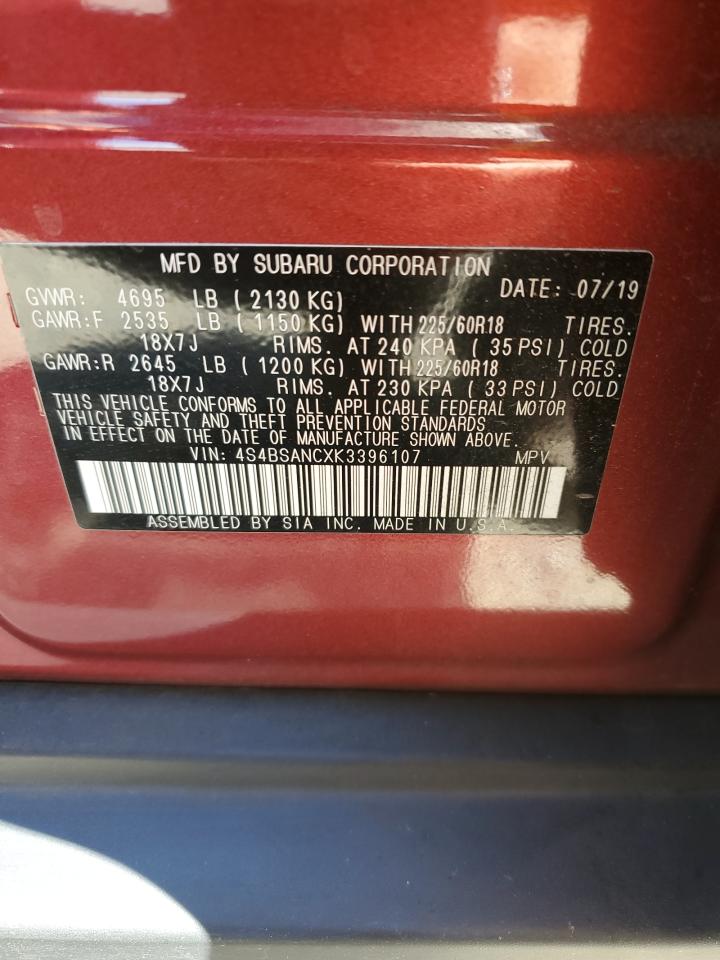 MFD BY SUBARU CORPORATION
DATE: 07/19
GVWR: 4695 LB ( 2130 KG)
GAWR:F 2535 LB ( 1150 KG) WITH 225/60R18 TIRES.
18X7J RIMS. AT 240 KPA ( 35 PSI) COLD
GAWR:R 2645 LB ( 1200 KG) WITH 225/60R18 TIRES.
18X7J RIMS. AT 230 KPA ( 33 PSI) COLD
THIS VEHICLE CONFORMS TO ALL APPLICABLE FEDERAL MOTOR
VEHICLE SAFETY AND THEFT PREVENTION STANDARDS
IN EFFECT ON THE DATE OF MANUFACTURE SHOWN ABOVE.
VIN: 4S4BSANCXK3396107 MPV
ASSEMBLED BY SIA INC. MADE IN U.S.A.